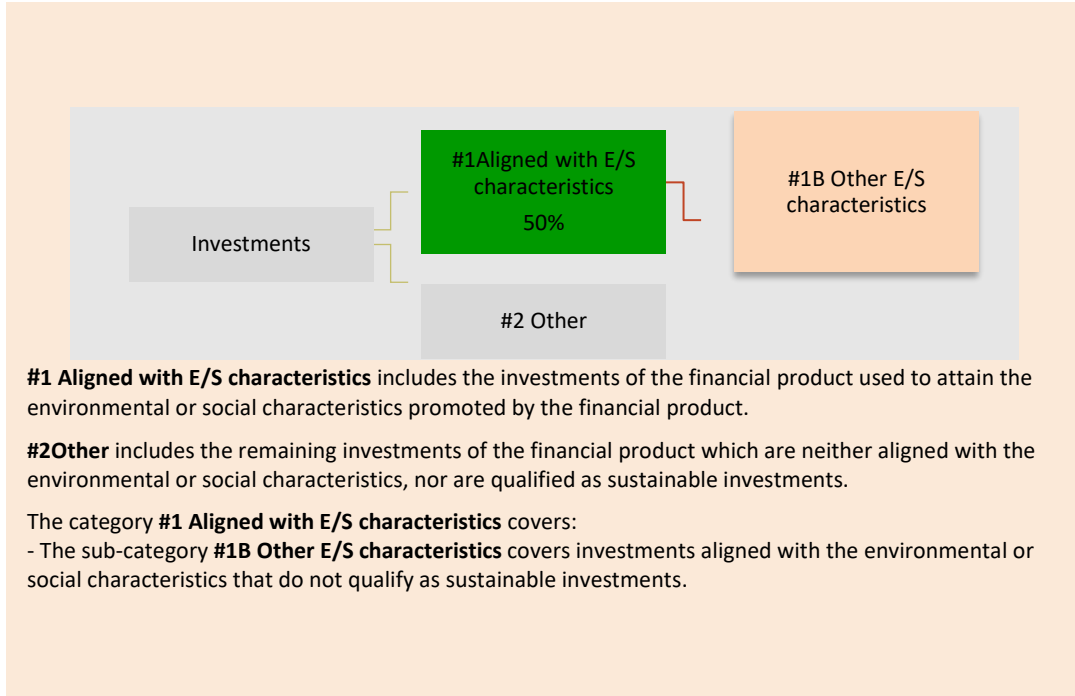 #1Aligned with E/S
characteristics
50%
#1B Other E/S
characteristics
Investments
#2 Other
#1 Aligned with E/S characteristics includes the investments of the financial product used to attain the
environmental or social characteristics promoted by the financial product.
#2Other includes the remaining investments of the financial product which are neither aligned with the
environmental or social characteristics, nor are qualified as sustainable investments.
The category #1 Aligned with E/S characteristics covers:
- The sub-category #1B Other E/S characteristics covers investments aligned with the environmental or
social characteristics that do not qualify as sustainable investments.